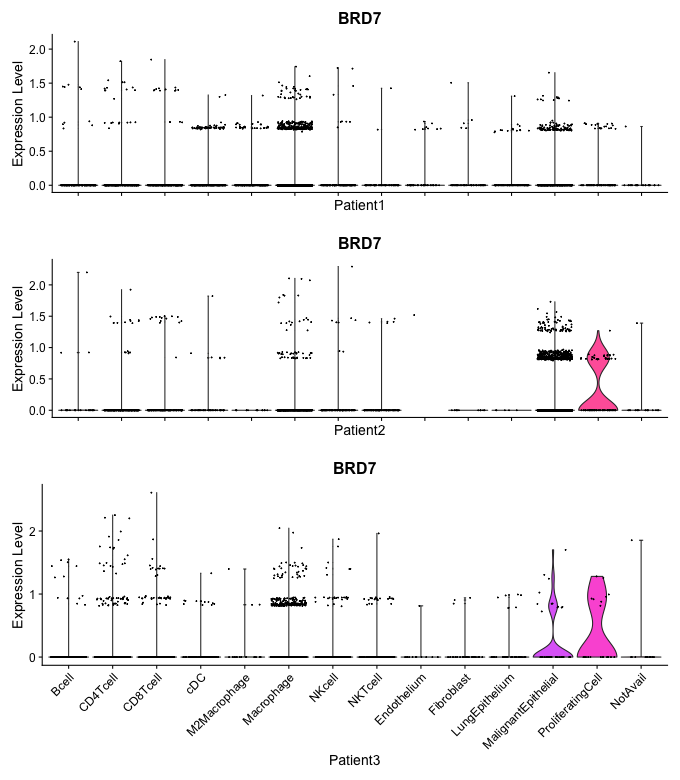 BRD7
Expression Level
2.0
1.5
1.0
0.5
0.0
Patient1
BRD7
Expression Level
2.0
1.5
1.0
0.5
0.0
Patient2
BRD7
Expression Level
2
1
0
Bcell
CD4Tcell
CD8Tcell
cDC
M2Macrophage
Macrophage
NKcell
NKTcell
Endothelium
Fibroblast
LungEpithelium
MalignantEpithelial
ProliferatingCell
NotAvail
Patient3